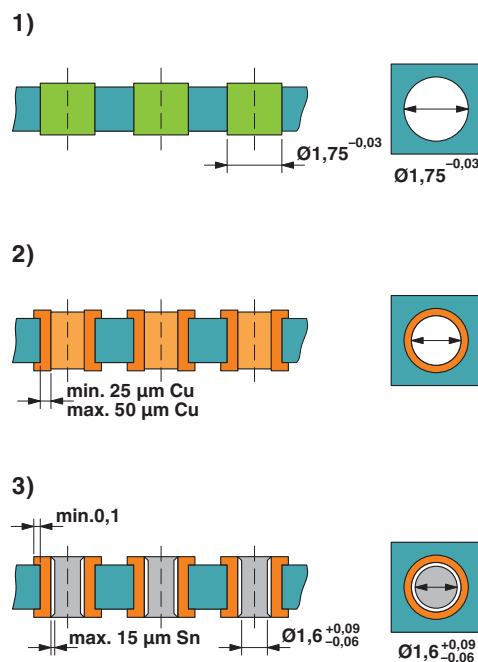 1)
Ø1,75 −0,03
Ø1,75 −0,03
2)
min. 25 µm Cu
max. 50 µm Cu
3)
min.0,1
max. 15 µm Sn
Ø1,6 +0,09 −0,06
Ø1,6 +0,09 −0,06